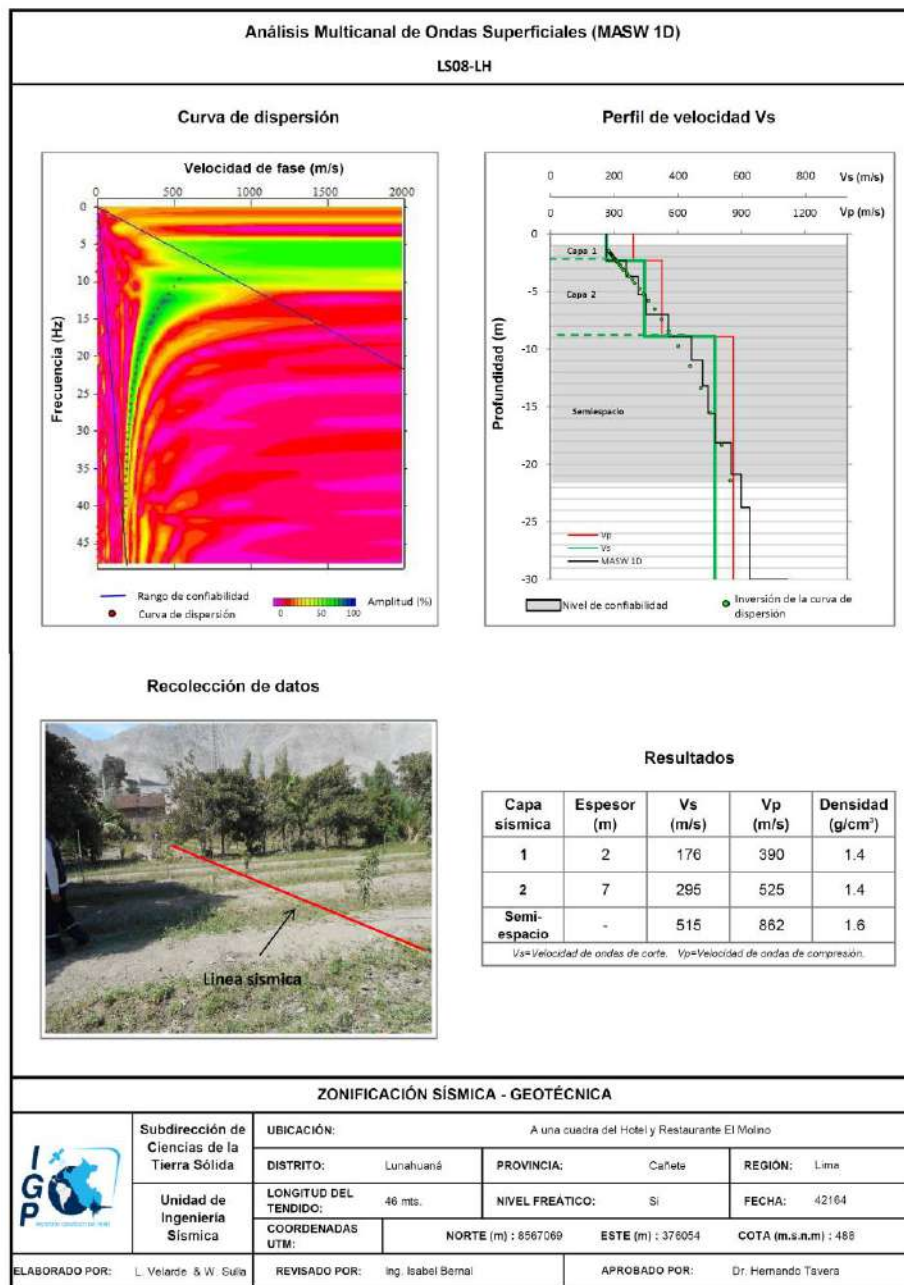 Análisis Multicanal de Ondas Superficiales (MASW 1D)
LS08-LH
Curva de dispersión
Perfil de velocidad Vs
Velocidad de fase (m/s)
0 500 1000 1500 2000
Frecuencia (Hz)
0
5
10
15
20
25
30
35
40
45
Rango de confiabilidad
Curva de dispersión
Amplitud (%)
0 50 100
0 200 400 600 800 Vs (m/s)
0 300 600 900 1200 Vp (m/s)
Profundidad (m)
0
-5
-10
-15
-20
-25
-30
Capa 1
Capa 2
Semiespacio
Vp
Vs
MASW 1D
Nivel de confiabilidad
Inversión de la curva de
dispersión
Recolección de datos
Linea sísmica
Resultados
Capa sísmica Espesor (m) Vs (m/s) Vp (m/s) Densidad (g/cm³)
1 2 176 390 1.4
2 7 295 525 1.4
Semi-espacio - 515 862 1.6
Vs=Velocidad de ondas de corte. Vp=Velocidad de ondas de compresión.
ZONIFICACIÓN SÍSMICA - GEOTÉCNICA
IGP
Subdirección de
Ciencias de la
Tierra Sólida
Unidad de
Ingeniería
Sísmica
UBICACIÓN: A una cuadra del Hotel y Restaurante El Molino
DISTRITO: Lunahuaná PROVINCIA: Cañete REGIÓN: Lima
LONGITUD DEL TENDIDO: 46 mts. NIVEL FREÁTICO: Si FECHA: 42164
COORDENADAS UTM: NORTE (m) : 8567069 ESTE (m) : 376054 COTA (m.s.n.m) : 488
ELABORADO POR: L. Velarde & W. Sulla REVISADO POR: Ing. Isabel Bernal APROBADO POR: Dr. Hernando Tavera